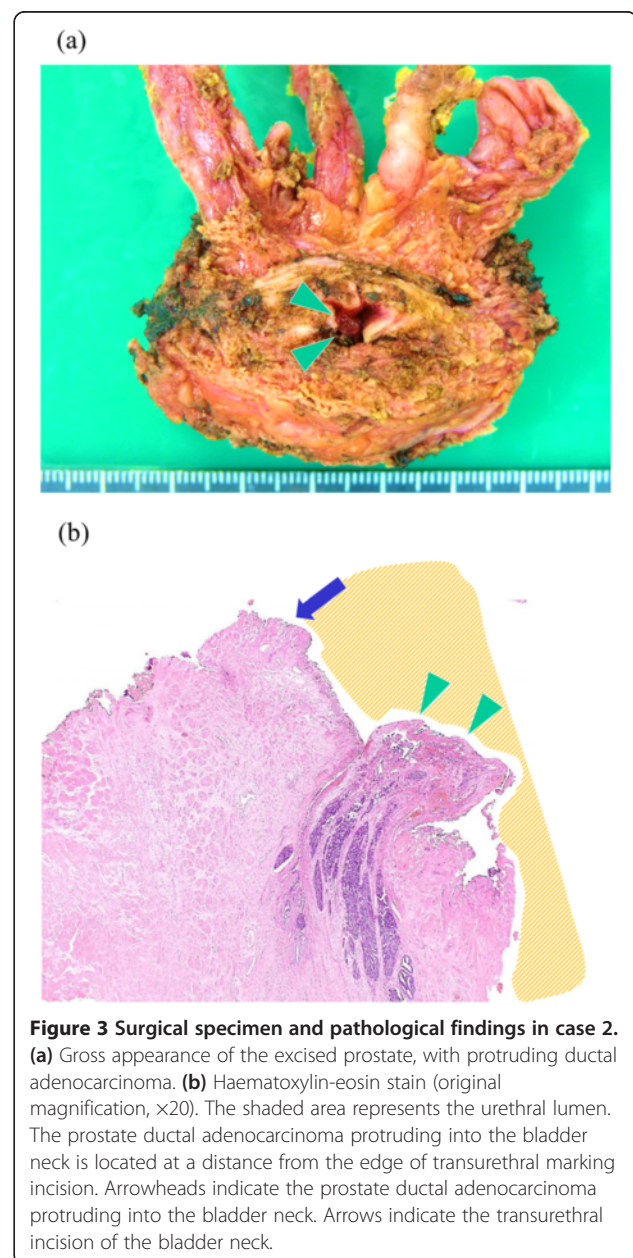 (a)
(b)
Figure 3 Surgical specimen and pathological findings in case 2.
(a) Gross appearance of the excised prostate, with protruding ductal
adenocarcinoma. (b) Haematoxylin-eosin stain (original
magnification, ×20). The shaded area represents the urethral lumen.
The prostate ductal adenocarcinoma protruding into the bladder
neck is located at a distance from the edge of transurethral marking
incision. Arrowheads indicate the prostate ductal adenocarcinoma
protruding into the bladder neck. Arrows indicate the transurethral
incision of the bladder neck.